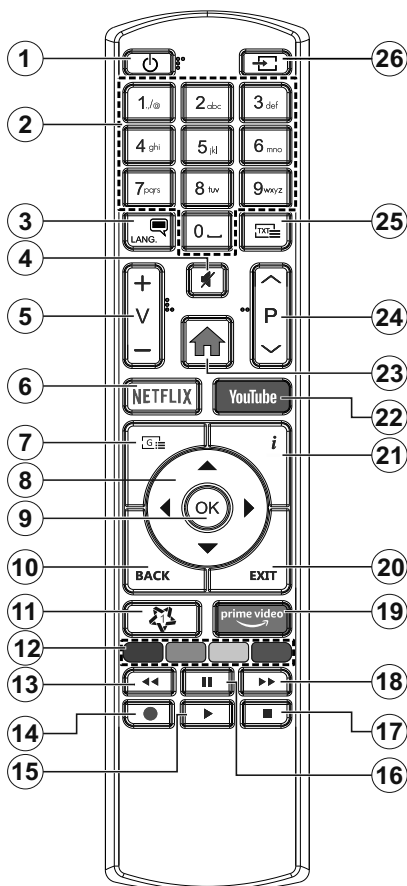 1
26
2
1../@
2abc
3def
4ghi
5jkl
6mno
7pqrs
8tuv
9wxyz
3
LANG.
0
TXT
25
4
5
+
V
−
P
24
23
6
NETFLIX
YouTube
22
7
G
i
21
8
9
OK
10
BACK
EXIT
20
11
1
prime video
19
12
13
18
14
17
15
16